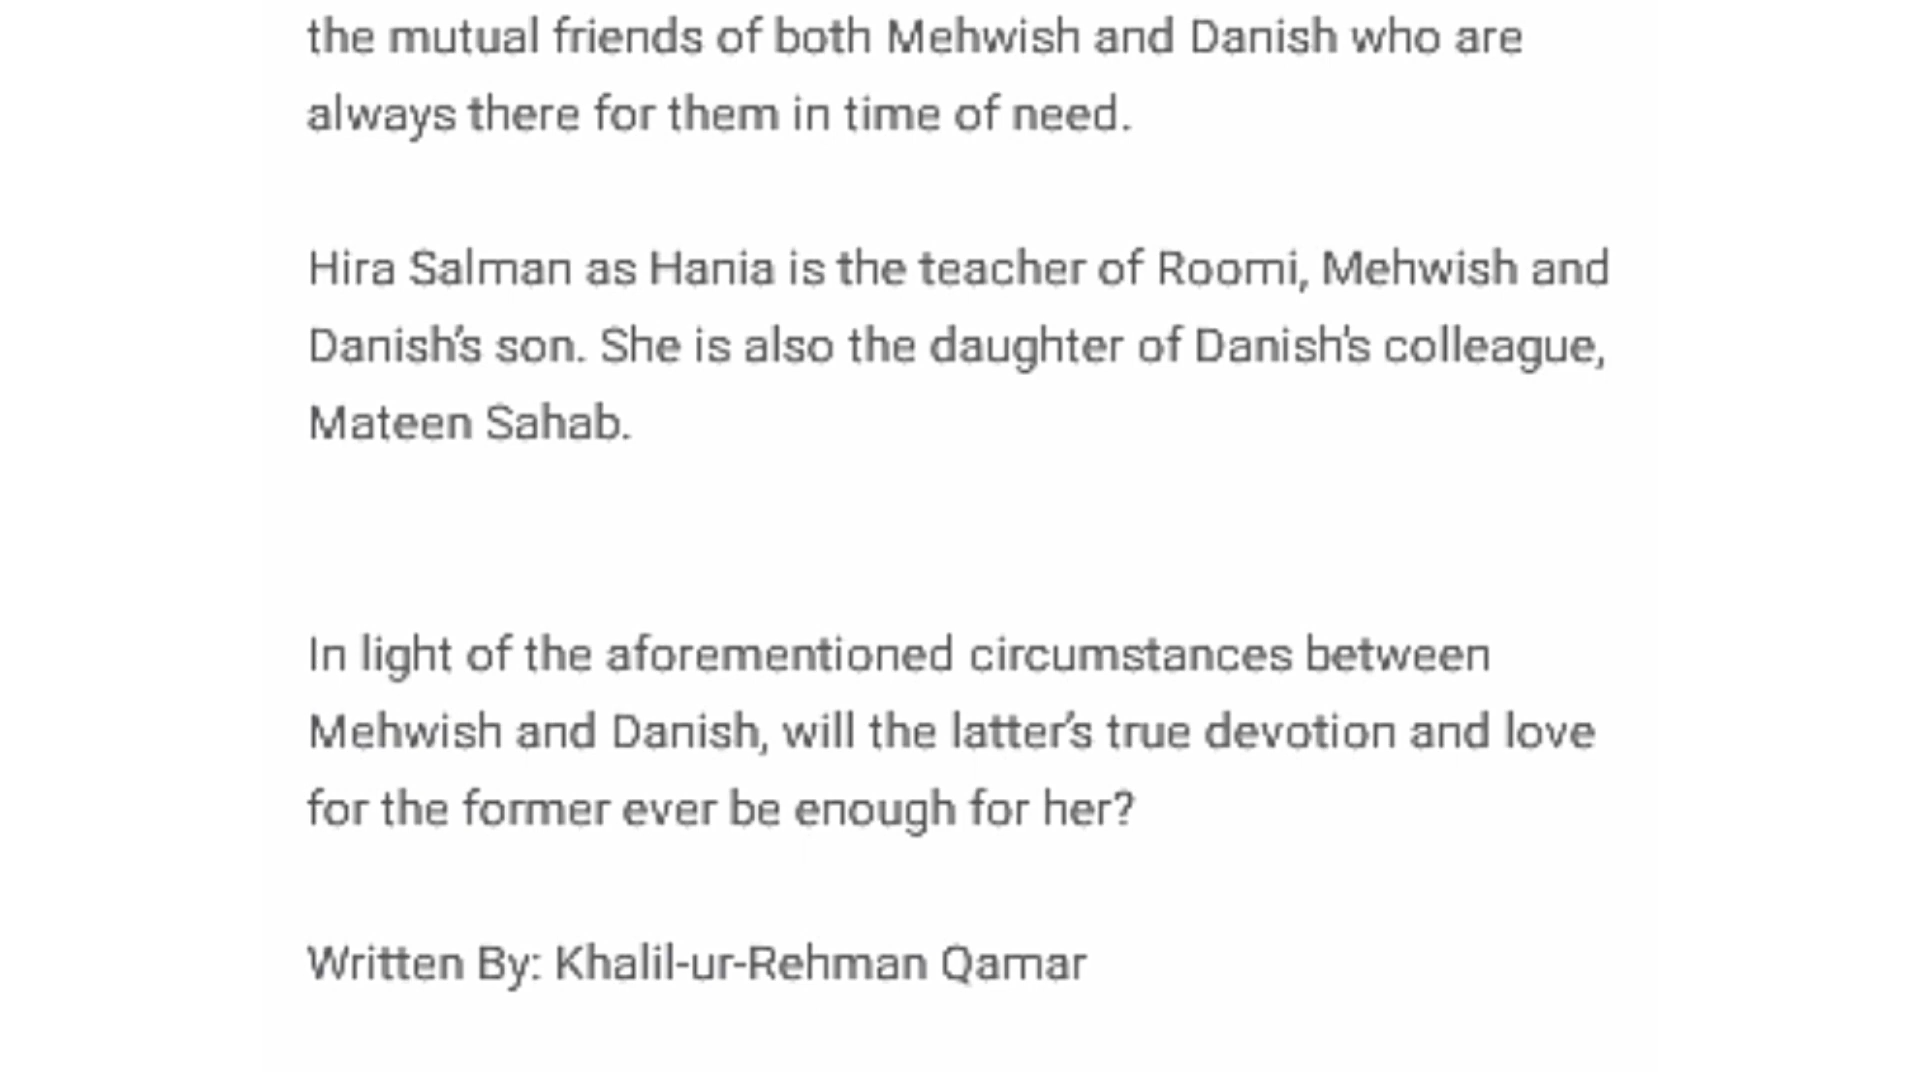 the mutual friends of both Mehwish and Danish who are
always there for them in time of need.
Hira Salman as Hania is the teacher of Roomi, Mehwish and
Danish’s son. She is also the daughter of Danish's colleague,
Mateen Sahab.
In light of the aforementioned circumstances between
Mehwish and Danish, will the latter’s true devotion and love
for the former ever be enough for her?
Written By: Khalil-ur-Rehman Qamar